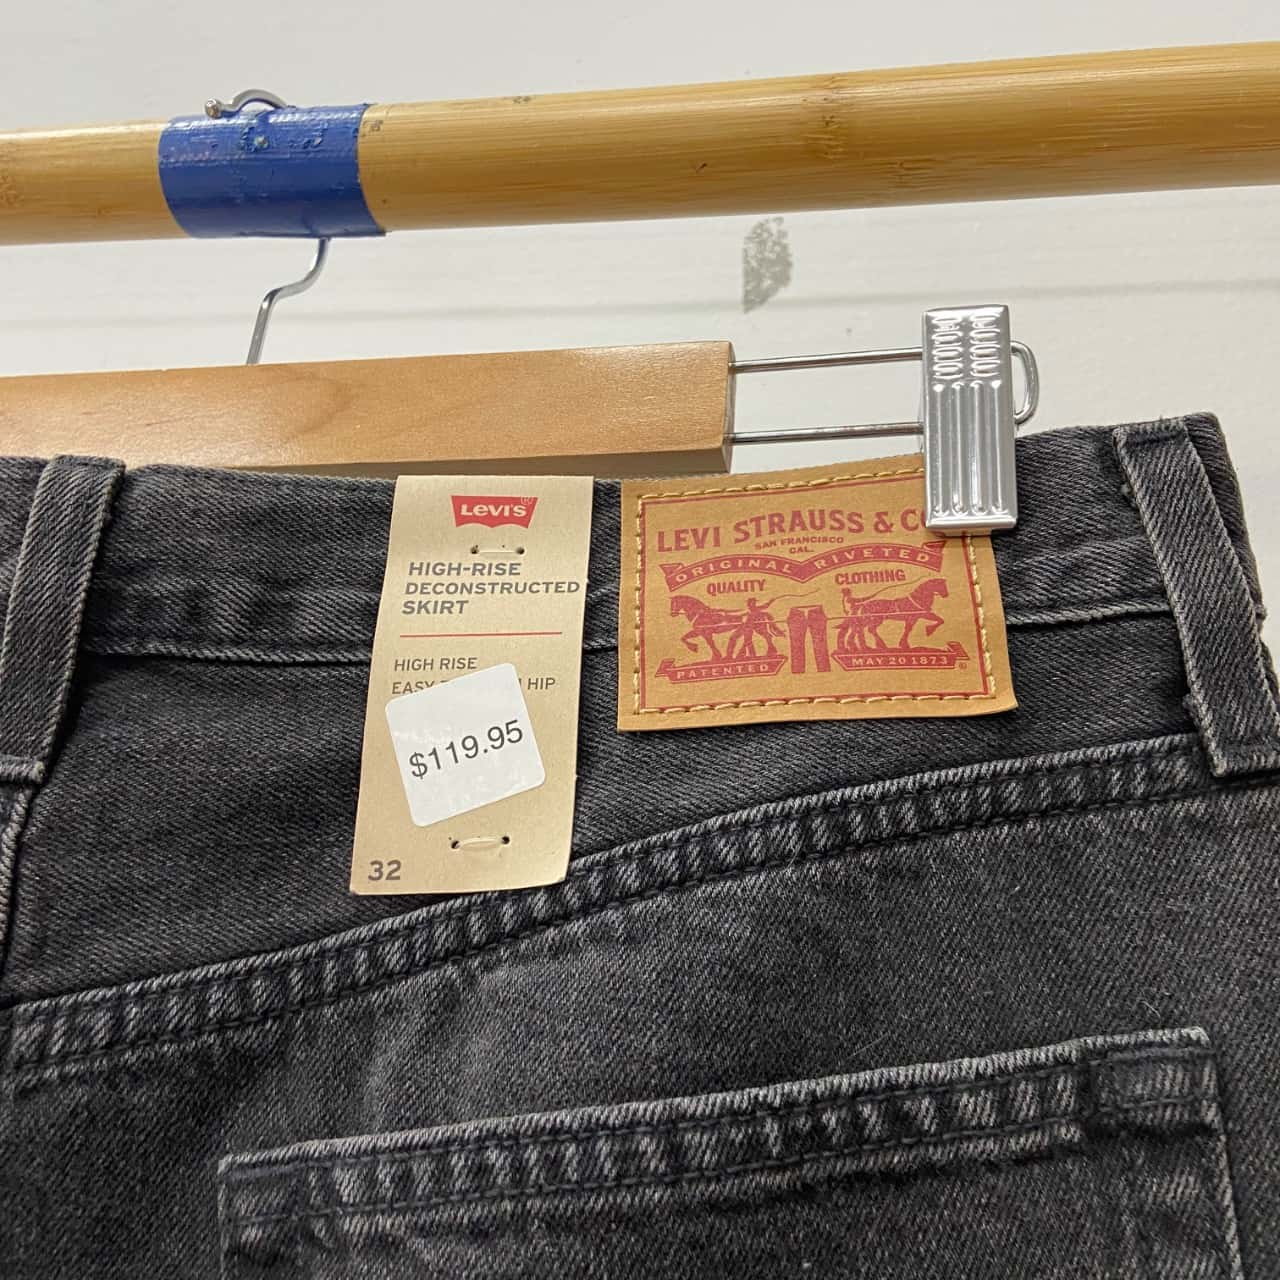 LEVI'S
HIGH-RISE
DECONSTRUCTED
SKIRT
HIGH RISE
EASY HIP
$119.95
32
LEVI STRAUSS & C
SAN FRANCISCO
CAL.
ORIGINAL RIVETED
QUALITY CLOTHING
PATENTED MAY 20 1873
®